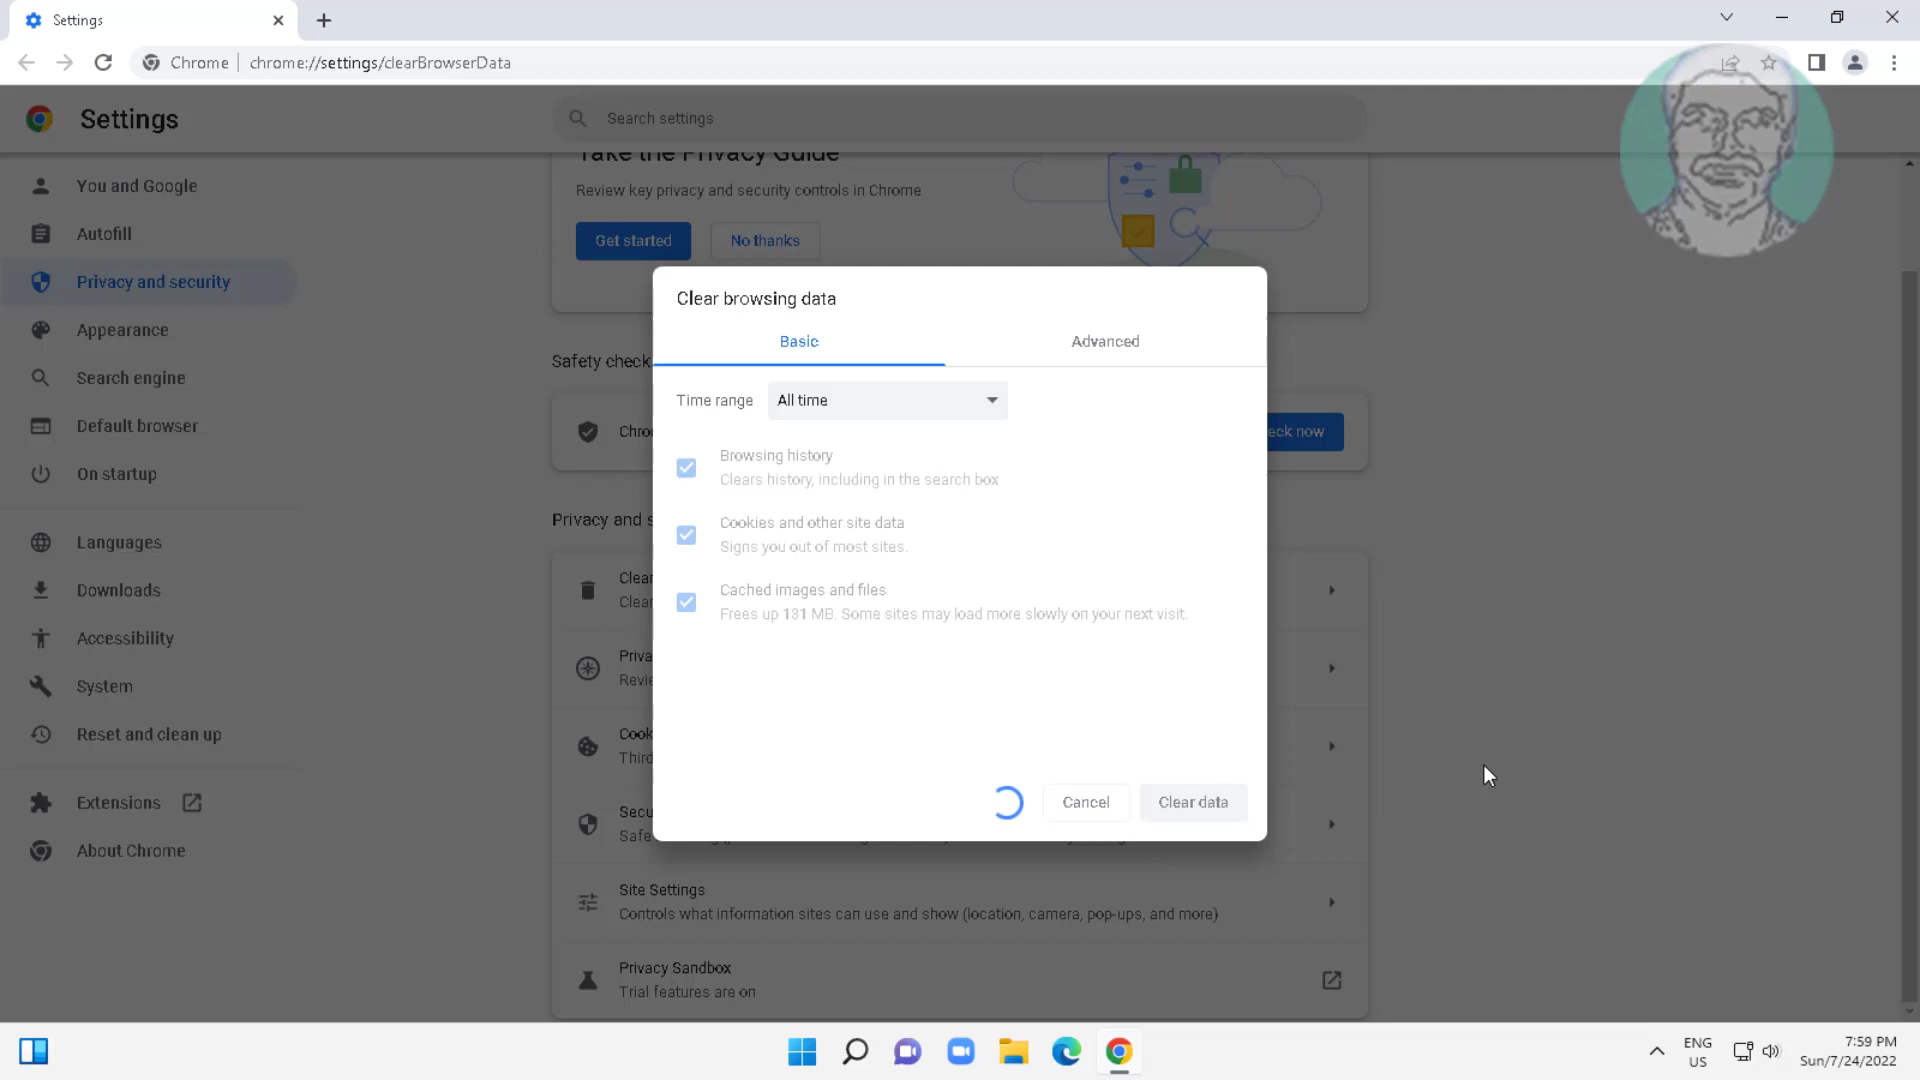 Settings
Chrome
chrome://settings/clearBrowserData
Settings
Search settings
You and Google
Autofill
Privacy and security
Appearance
Search engine
Default browser
On startup
Languages
Downloads
Accessibility
System
Reset and clean up
Extensions
About Chrome
Take the Privacy Guide
Review key privacy and security controls in Chrome
Get started
No thanks
Safety check
Chro
eck now
Privacy and s
Clear
Clear
Priva
Revie
Cook
Third
Secu
Safe
Site Settings
Controls what information sites can use and show (location, camera, pop-ups, and more)
Privacy Sandbox
Trial features are on
Clear browsing data
Basic
Advanced
Time range
All time
Browsing history
Clears history, including in the search box
Cookies and other site data
Signs you out of most sites.
Cached images and files
Frees up 131 MB. Some sites may load more slowly on your next visit.
Cancel
Clear data
ENG
US
7:59 PM
Sun/7/24/2022